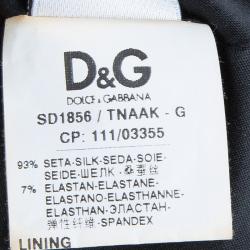 D&G
DOLCE & GABBANA
SD1856 / TNAAK - G
CP: 111/03355
93% SETA-SILK-SEDA-SOIE-
SEIDE-ШЕЛК - 桑蚕丝
7% ELASTAN-ELASTANE-
ELASTANO-ELASTHANNE-
ELASTHAN-ЭЛАСТАН-
弹性纤维-SPANDEX
LINING